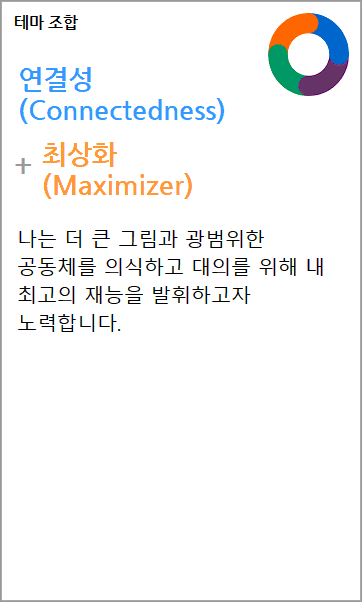 테마 조합
연결성
(Connectedness)
+ 최상화
(Maximizer)
나는 더 큰 그림과 광범위한
공동체를 의식하고 대의를 위해 내
최고의 재능을 발휘하고자
노력합니다.